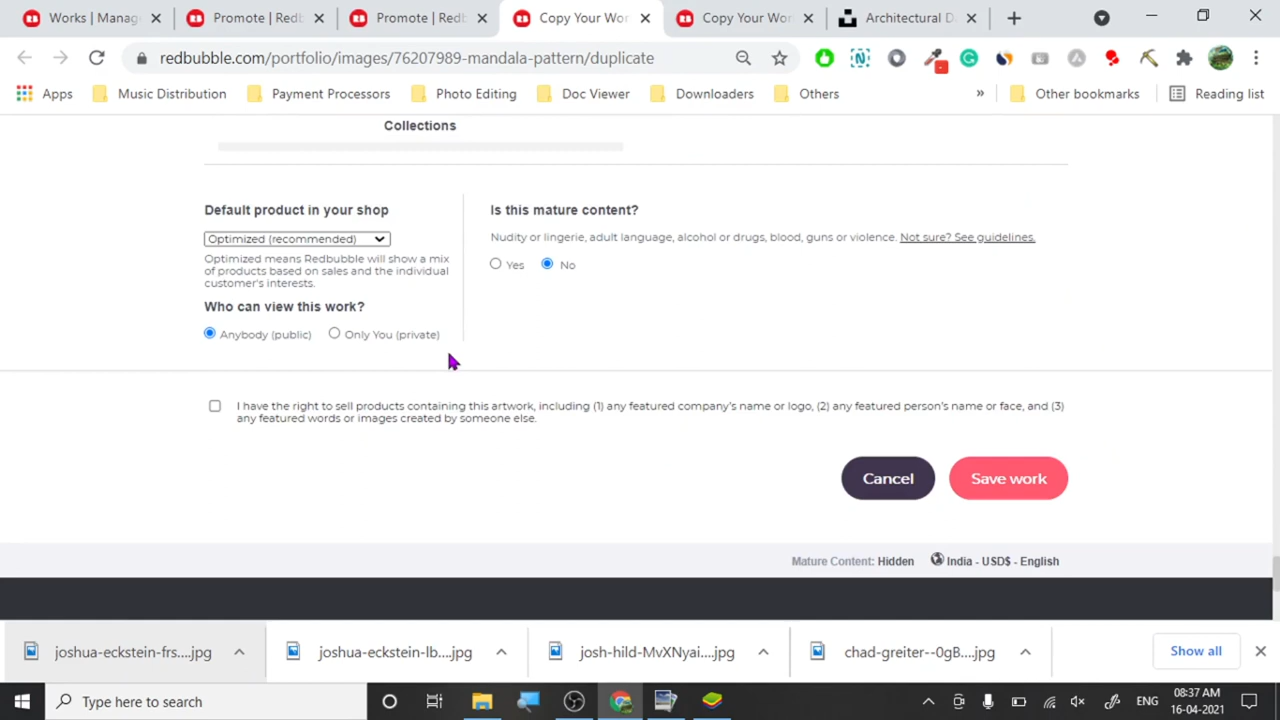 Works | Manag
Promote | Redb
Promote | Redb
Copy Your Wor
Copy Your Wor
Architectural D
redbubble.com/portfolio/images/76207989-mandala-pattern/duplicate
Apps
Music Distribution
Payment Processors
Photo Editing
Doc Viewer
Downloaders
Others
»
Other bookmarks
Reading list
Collections
Default product in your shop
Optimized (recommended)
Optimized means Redbubble will show a mix
of products based on sales and the individual
customer's interests.
Who can view this work?
Anybody (public)
Only You (private)
Is this mature content?
Nudity or lingerie, adult language, alcohol or drugs, blood, guns or violence. Not sure? See guidelines.
Yes
No
I have the right to sell products containing this artwork, including (1) any featured company's name or logo, (2) any featured person's name or face, and (3)
any featured words or images created by someone else.
Cancel
Save work
Mature Content: Hidden
India - USD$ - English
joshua-eckstein-frs....jpg
joshua-eckstein-lb....jpg
josh-hild-MvXNyai....jpg
chad-greiter--0gB....jpg
Show all
Type here to search
ENG
08:37 AM
16-04-2021